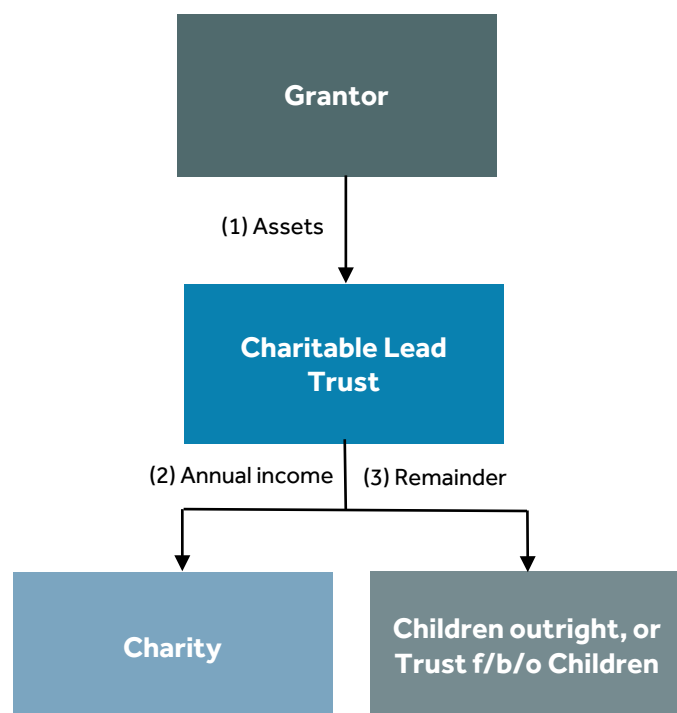 Grantor
(1) Assets
Charitable Lead
Trust
(2) Annual income
(3) Remainder
Charity
Children outright, or
Trust f/b/o Children